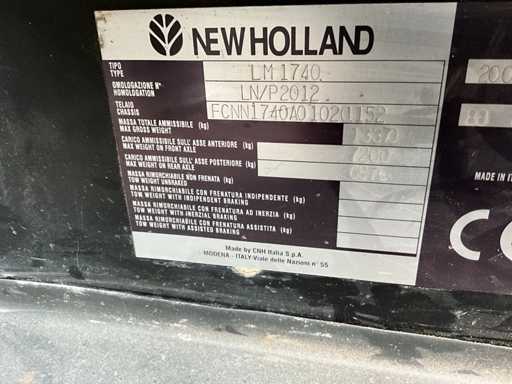 NEW HOLLAND
TIPO
TYPE
LM1740
200
OMOLOGAZIONE N°
HOMOLOGATION
LN/P2012
TELAIO
CHASSIS
FCNN1740A01020152
MASSA TOTALE AMMISSIBILE (kg)
MAX GROSS WEIGHT
CARICO AMMISSIBILE SULL' ASSE ANTERIORE (kg)
MAX WEIGHT ON FRONT AXLE
CARICO AMMISSIBILE SULL' ASSE POSTERIORE (kg)
MAX WEIGHT ON REAR AXLE
MASSA RIMORCHIABILE NON FRENATA (kg)
TOW WEIGHT UNBRAKED
MASSA RIMORCHIABILE CON FRENATURA INDIPENDENTE (kg)
TOW WEIGHT WITH INDEPENDENT BRAKING
MASSA RIMORCHIABILE CON FRENATURA AD INERZIA (kg)
TOW WEIGHT WITH INERZIAL BRAKING
MASSA RIMORCHIABILE CON FRENATURA ASSISTITA (kg)
TOW WEIGHT WITH ASSISTED BRAKING
MADE IN
Made by CNH Italia S.p.A.
MODENA - ITALY-Viale delle Nazioni n° 55